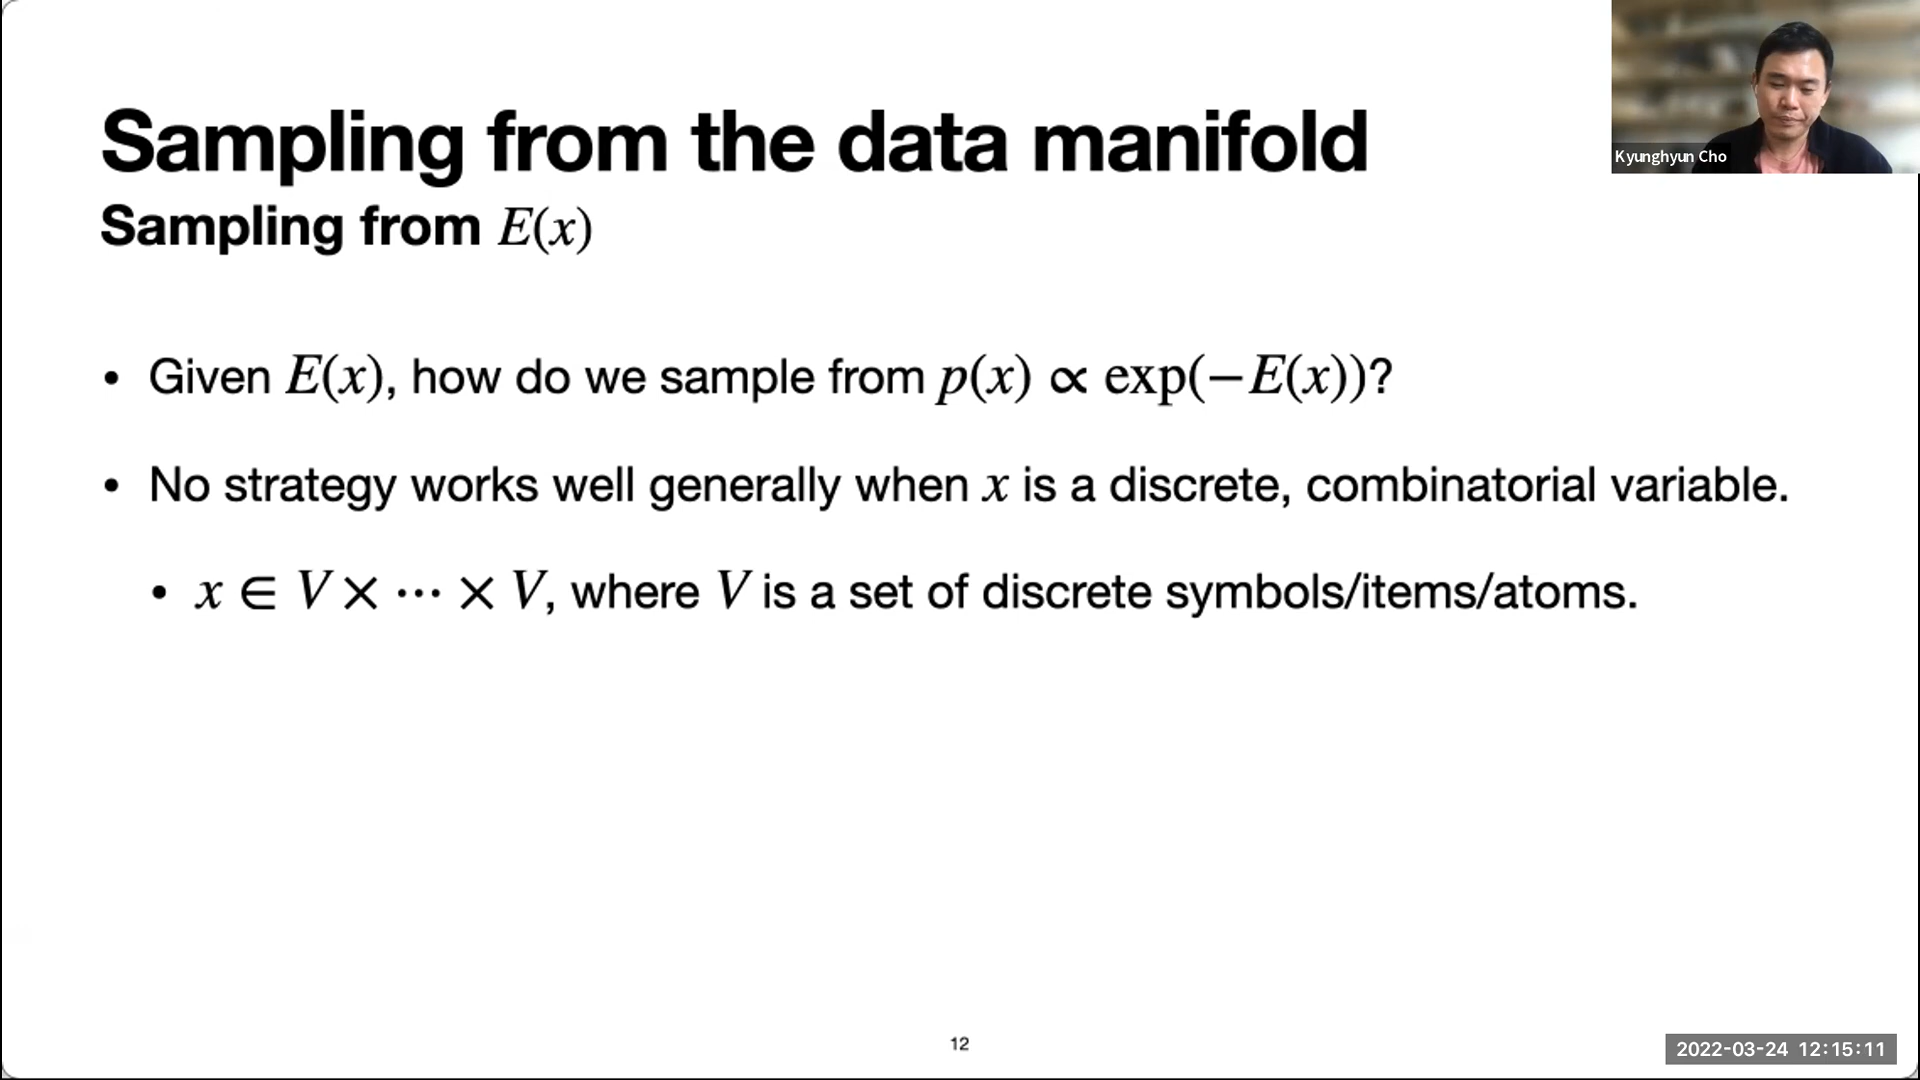 Sampling from the data manifold
Sampling from E(x)
Kyunghyun Cho
• Given E(x), how do we sample from p(x) ∝ exp(−E(x))?
• No strategy works well generally when x is a discrete, combinatorial variable.
• x ∈ V × ⋯ × V, where V is a set of discrete symbols/items/atoms.
12
2022-03-24 12:15:11